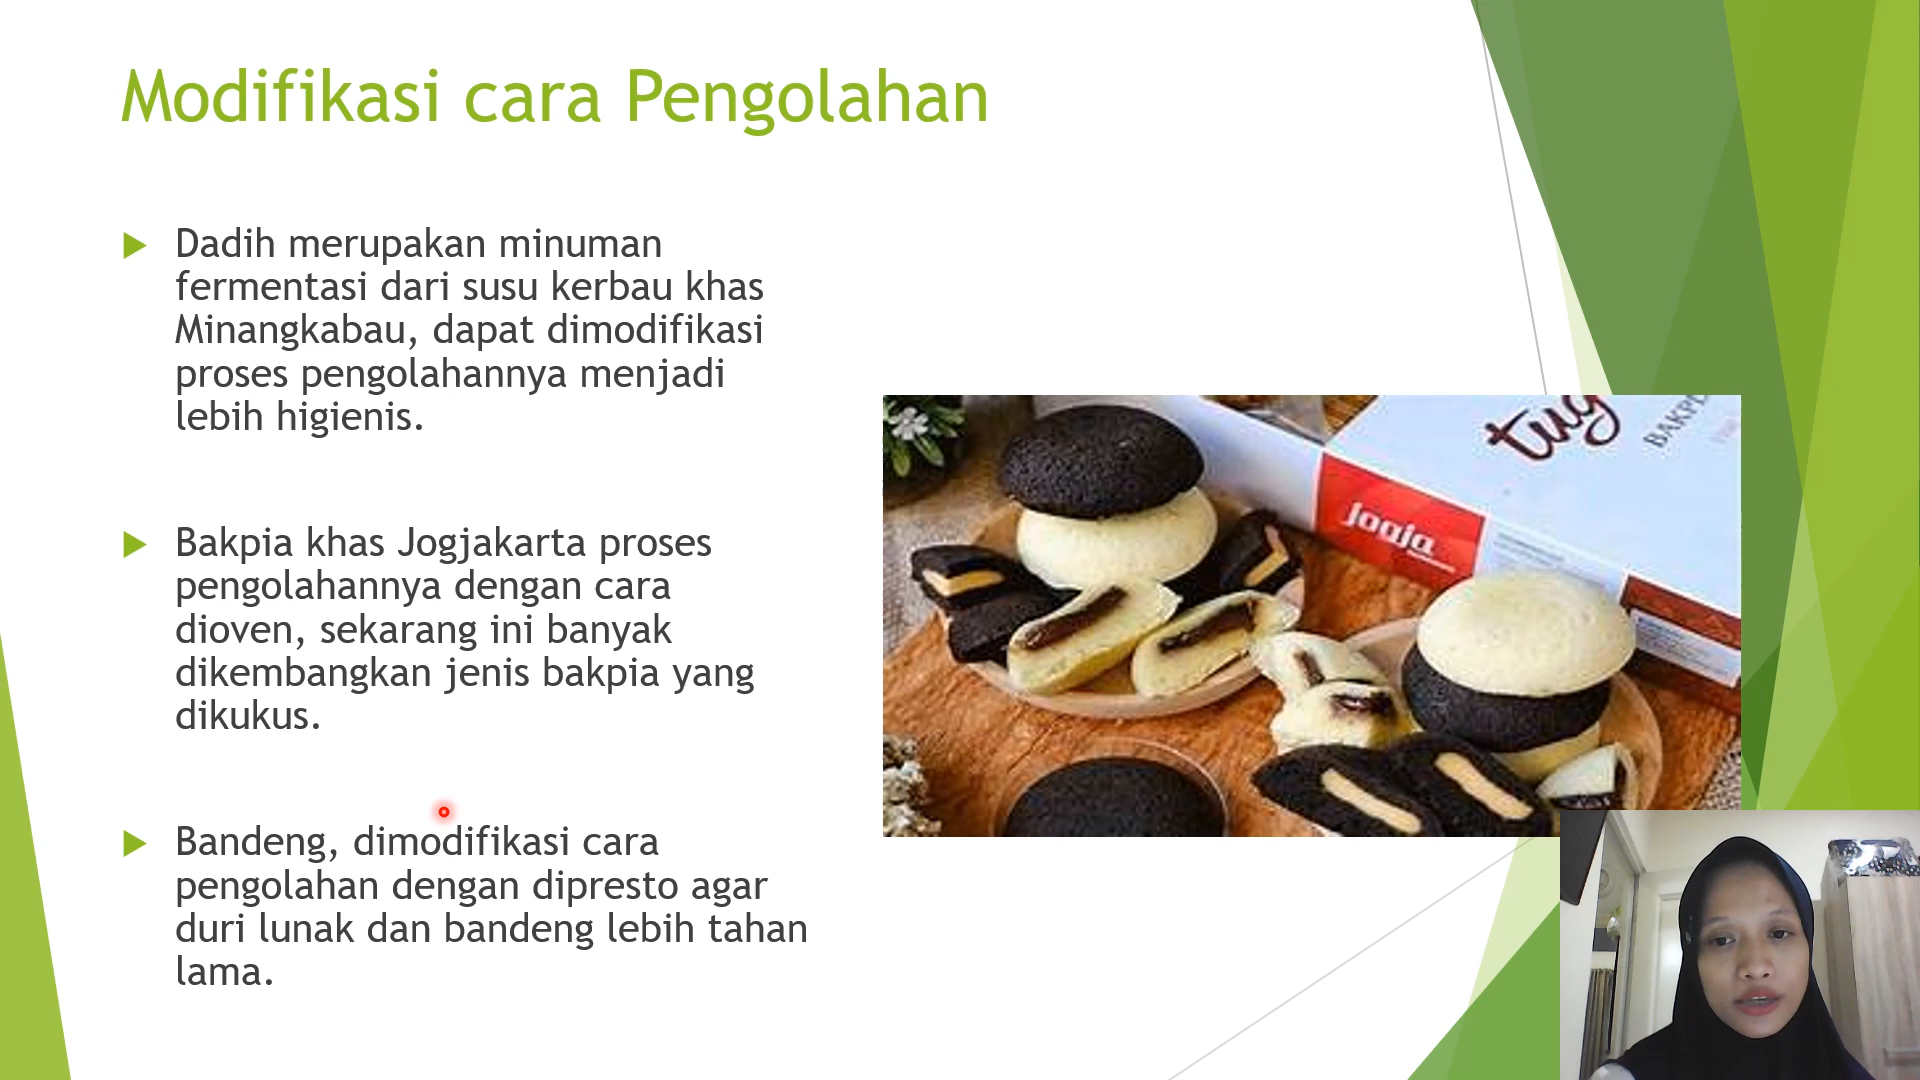 Modifikasi cara Pengolahan
Dadih merupakan minuman
fermentasi dari susu kerbau khas
Minangkabau, dapat dimodifikasi
proses pengolahannya menjadi
lebih higienis.
Bakpia khas Jogjakarta proses
pengolahannya dengan cara
dioven, sekarang ini banyak
dikembangkan jenis bakpia yang
dikukus.
Bandeng, dimodifikasi cara
pengolahan dengan dipresto agar
duri lunak dan bandeng lebih tahan
lama.
tug
Jogja